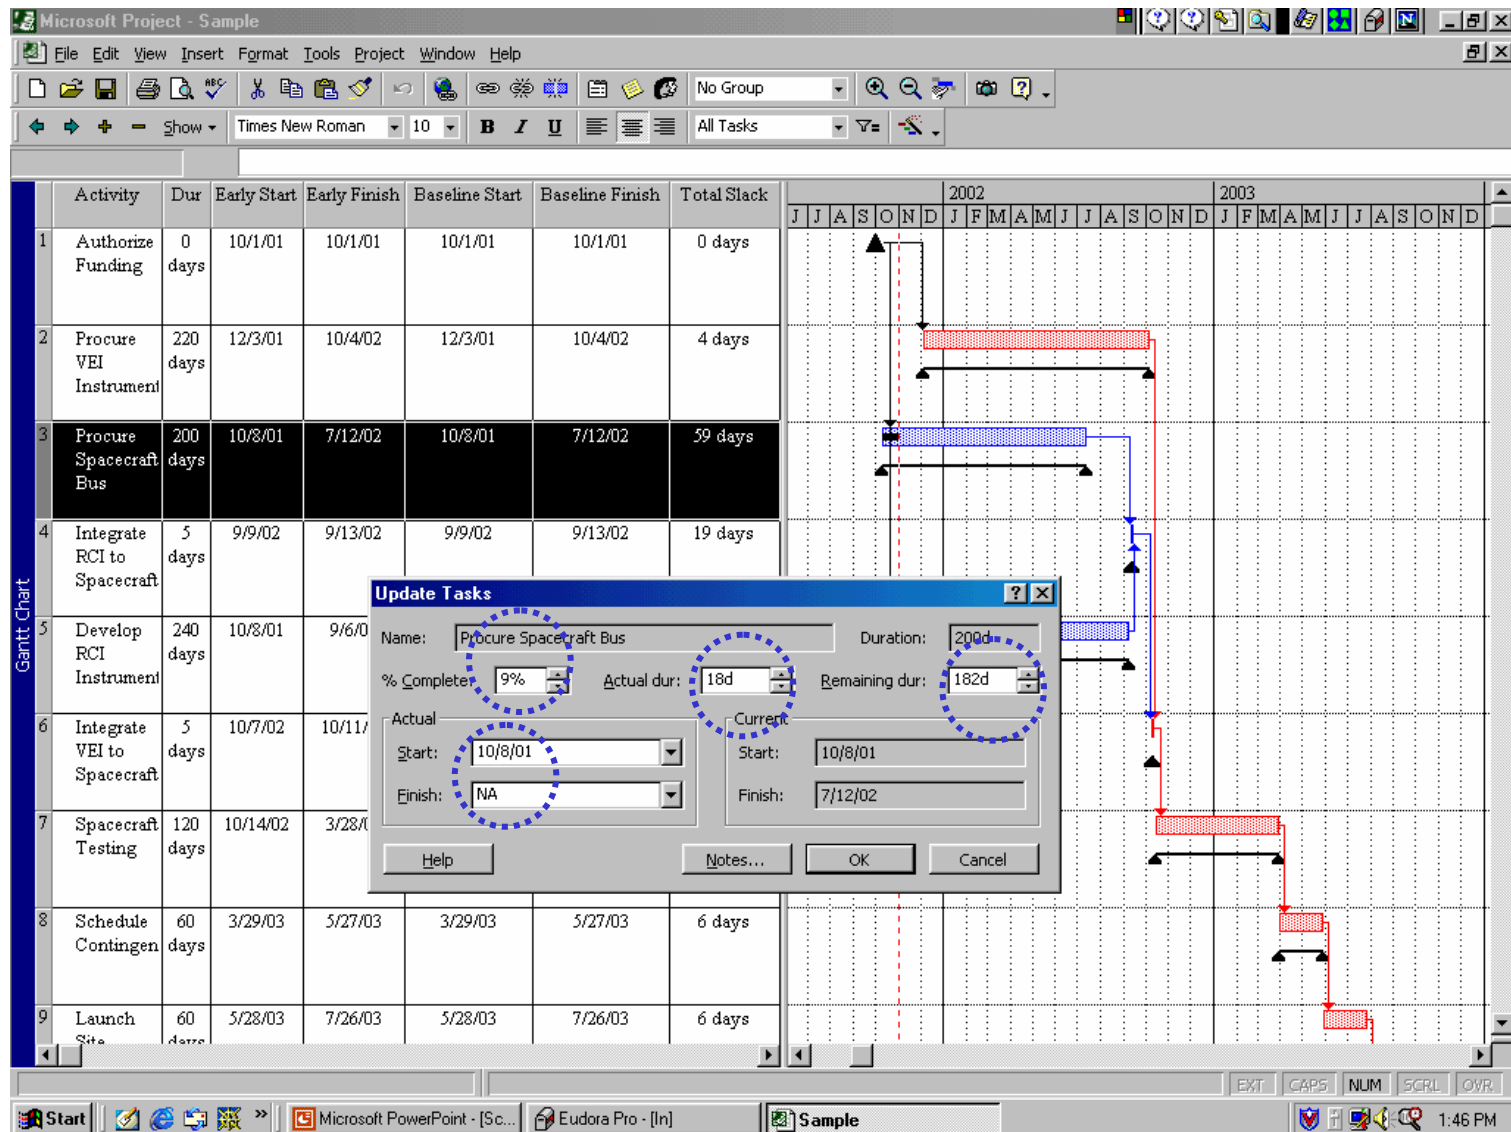 Microsoft Project - Sample
File Edit View Insert Format Tools Project Window Help
No Group
Show Times New Roman 10 B I U All Tasks
Activity Dur Early Start Early Finish Baseline Start Baseline Finish Total Slack
2002 2003
J J A S O N D J F M A M J J A S O N D J F M A M J J A S O N D
1 Authorize 0 10/1/01 10/1/01 10/1/01 10/1/01 0 days
Funding days
2 Procure 220 12/3/01 10/4/02 12/3/01 10/4/02 4 days
VEI days
Instrument
3 Procure 200 10/8/01 7/12/02 10/8/01 7/12/02 59 days
Spacecraft days
Bus
4 Integrate 5 9/9/02 9/13/02 9/9/02 9/13/02 19 days
RCI to days
Spacecraft
5 Develop 240 10/8/01 9/6/0
RCI days
Instrument
6 Integrate 5 10/7/02 10/11/
VEI to days
Spacecraft
7 Spacecraft 120 10/14/02 3/28/0
Testing days
8 Schedule 60 3/29/03 5/27/03 3/29/03 5/27/03 6 days
Contingen days
9 Launch 60 5/28/03 7/26/03 5/28/03 7/26/03 6 days
Site days
Gantt Chart
Update Tasks
Name: Procure Spacecraft Bus Duration: 200d
% Complete: 9% Actual dur: 18d Remaining dur: 182d
Actual Current
Start: 10/8/01 Start: 10/8/01
Finish: NA Finish: 7/12/02
Help Notes... OK Cancel
EXT CAPS NUM SCRL OVR
Start » Microsoft PowerPoint - [Sc... Eudora Pro - [In] Sample 1:46 PM